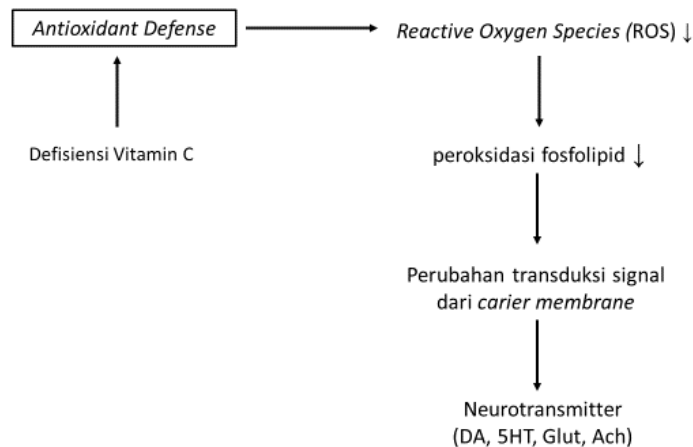 Antioxidant Defense
Reactive Oxygen Species (ROS) ↓
Defisiensi Vitamin C
peroksidasi fosfolipid ↓
Perubahan transduksi signal
dari carier membrane
Neurotransmitter
(DA, 5HT, Glut, Ach)